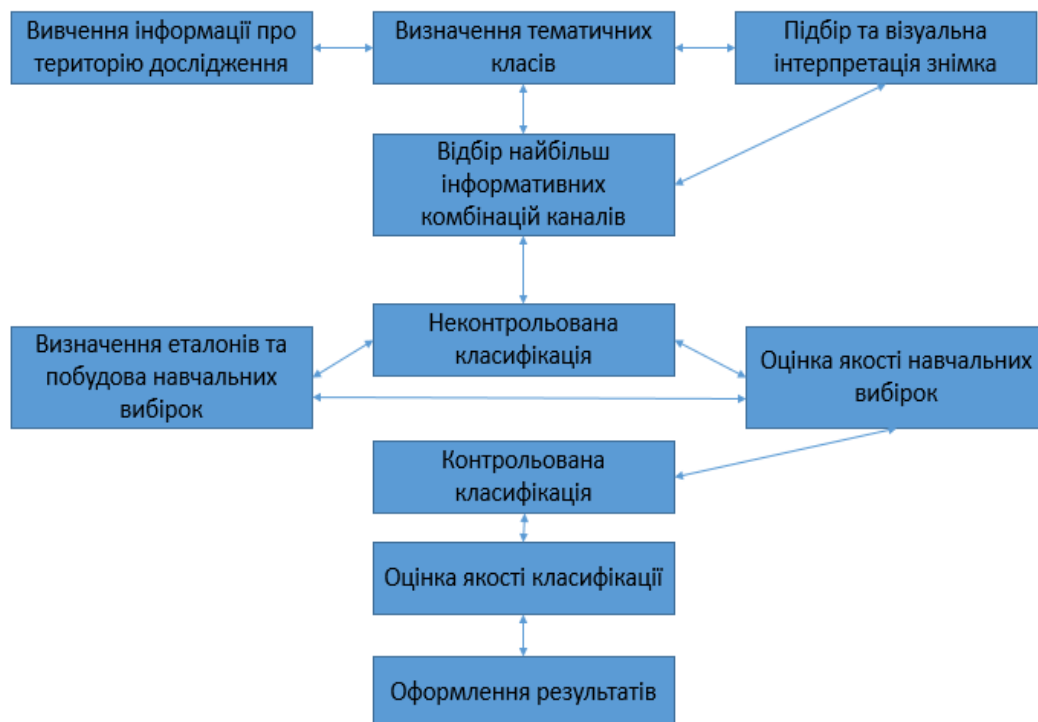 Вивчення інформації про
територію дослідження
Визначення тематичних
класів
Підбір та візуальна
інтерпретація знімка
Відбір найбільш
інформативних
комбінацій каналів
Неконтрольована
класифікація
Визначення еталонів та
побудова навчальних
вибірок
Оцінка якості навчальних
вибірок
Контрольована
класифікація
Оцінка якості класифікації
Оформлення результатів